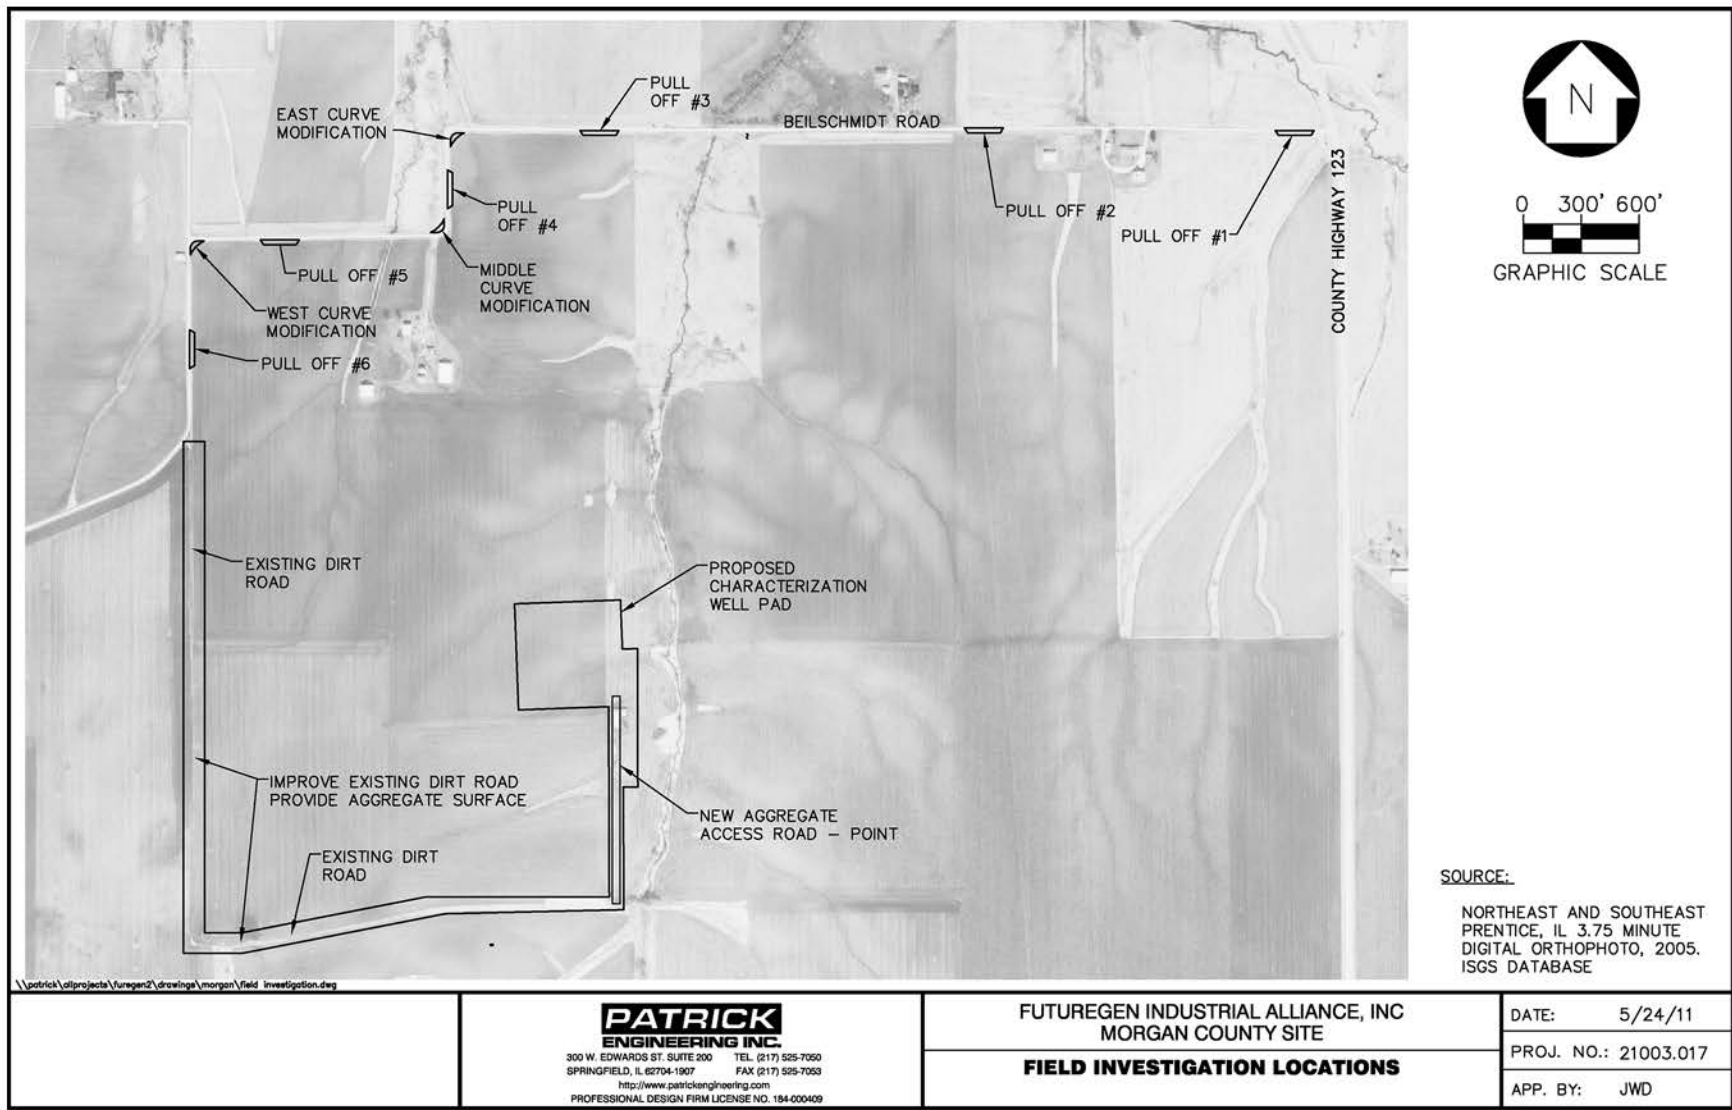 PULL
OFF #3
EAST CURVE
MODIFICATION
BEILSCHMIDT ROAD
N
COUNTY HIGHWAY 123
0 300' 600'
GRAPHIC SCALE
PULL
OFF #4
PULL OFF #2
PULL OFF #1
PULL OFF #5
MIDDLE
CURVE
MODIFICATION
WEST CURVE
MODIFICATION
PULL OFF #6
EXISTING DIRT
ROAD
PROPOSED
CHARACTERIZATION
WELL PAD
IMPROVE EXISTING DIRT ROAD
PROVIDE AGGREGATE SURFACE
NEW AGGREGATE
ACCESS ROAD – POINT
EXISTING DIRT
ROAD
SOURCE:
NORTHEAST AND SOUTHEAST
PRENTICE, IL 3.75 MINUTE
DIGITAL ORTHOPHOTO, 2005.
ISGS DATABASE
\\patrick\allprojects\furegen2\drawings\morgan\field investigation.dwg
PATRICK
ENGINEERING INC.
300 W. EDWARDS ST. SUITE 200 TEL. (217) 525-7050
SPRINGFIELD, IL 62704-1907 FAX (217) 525-7053
http://www.patrickengineering.com
PROFESSIONAL DESIGN FIRM LICENSE NO. 184-000409
FUTUREGEN INDUSTRIAL ALLIANCE, INC
MORGAN COUNTY SITE
FIELD INVESTIGATION LOCATIONS
DATE: 5/24/11
PROJ. NO.: 21003.017
APP. BY: JWD